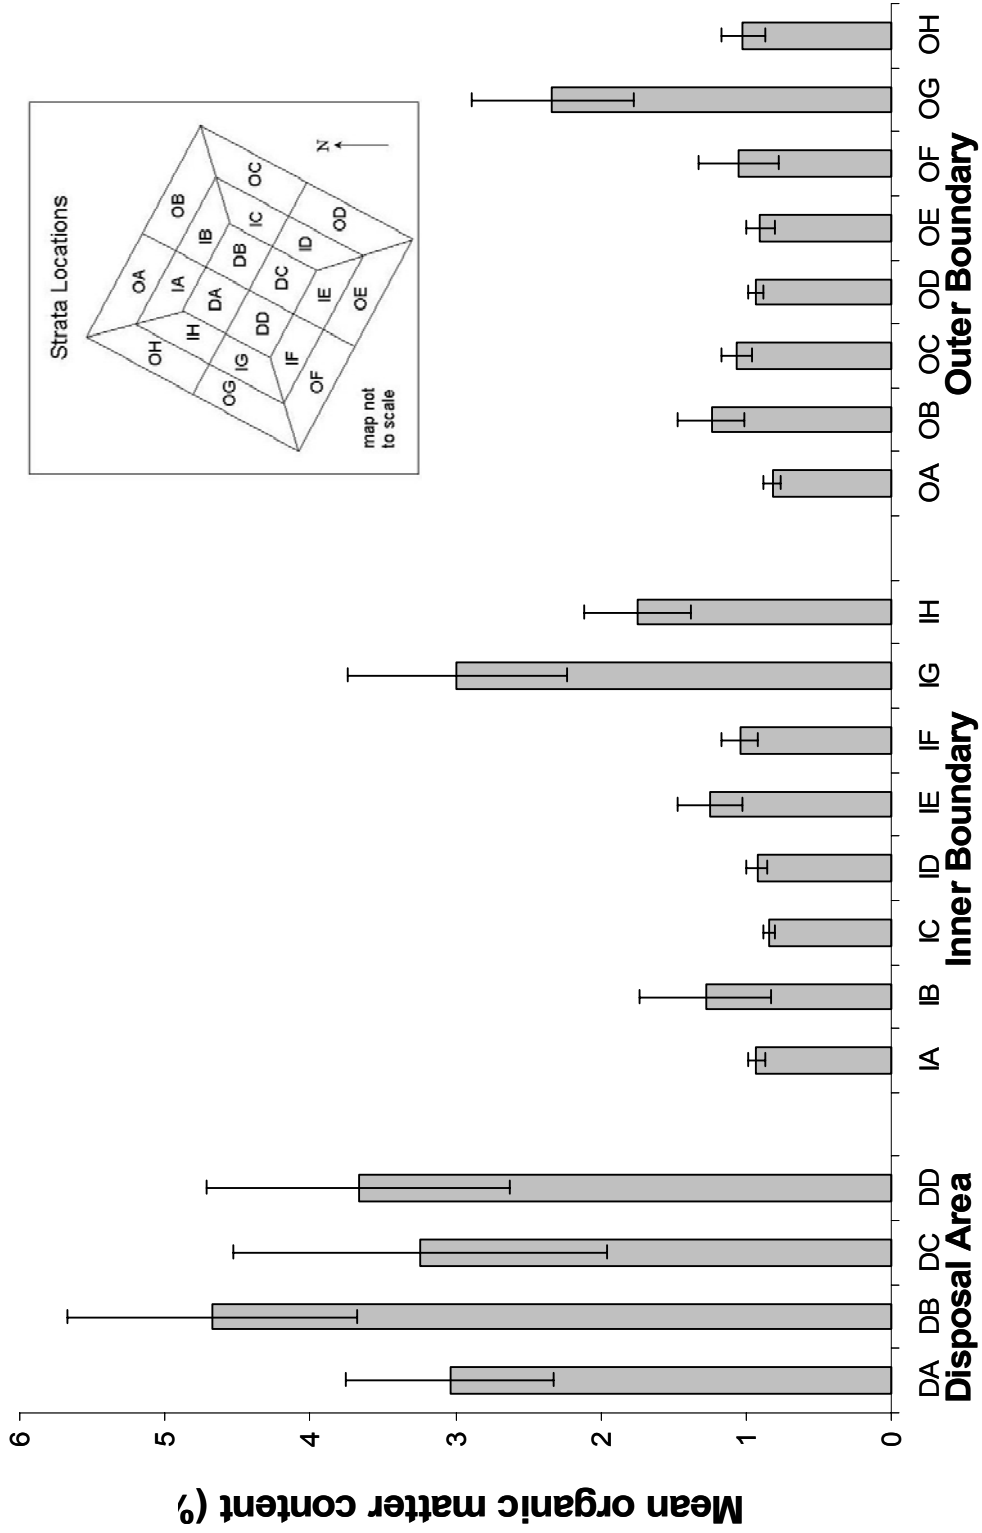 Strata Locations
OA
OB
OH
IA
IB
OC
IH
DA
DB
IC
OG
IG
DD
DC
ID
OD
IF
IE
OF
OE
N
map not
to scale
Mean organic matter content (%
6
5
4
3
2
1
0
DA DB DC DD IA IB IC ID IE IF IG IH OA OB OC OD OE OF OG OH
Disposal Area Inner Boundary Outer Boundary